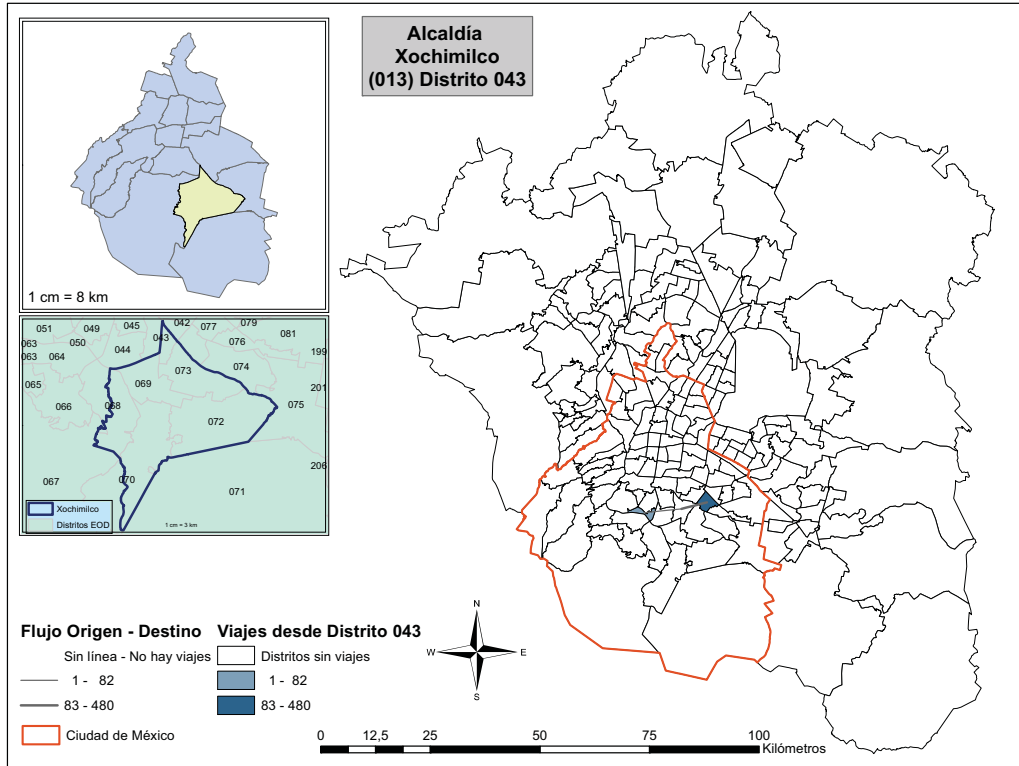 Alcaldía
Xochimilco
(013) Distrito 043
1 cm = 8 km
051
049
045
042
077
079
081
063
050
043
076
063
064
044
199
073
074
065
069
201
066
068
075
072
206
067
070
071
Xochimilco
Distritos EOD
1 cm = 3 km
Flujo Origen - Destino
Sin línea - No hay viajes
1 - 82
83 - 480
Ciudad de México
Viajes desde Distrito 043
Distritos sin viajes
1 - 82
83 - 480
N
W
E
S
0 12,5 25 50 75 100
Kilómetros